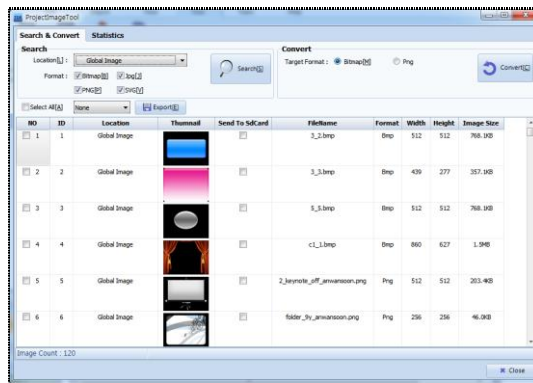 ProjectImageTool
Search & Convert Statistics
Search
Location[L] : Global Image
Format : Bitmap[B] Jpg[J]
PNG[P] SVG[V]
Search[S]
Convert
Target Format : Bitmap[M] Png
Convert[C]
Select All[A] None Export[E]
NO ID Location Thumnail Send To SdCard FileName Format Width Height Image Size
1 1 Global Image 3_2.bmp Bmp 512 512 768.1KB
2 2 Global Image 3_3.bmp Bmp 439 277 357.1KB
3 3 Global Image 5_5.bmp Bmp 512 512 768.1KB
4 4 Global Image c1_1.bmp Bmp 860 627 1.5MB
5 5 Global Image 2_keynote_off_anwansoon.png Png 512 512 203.4KB
6 6 Global Image folder_by_anwansoon.png Png 256 256 46.0KB
Image Count : 120
Close